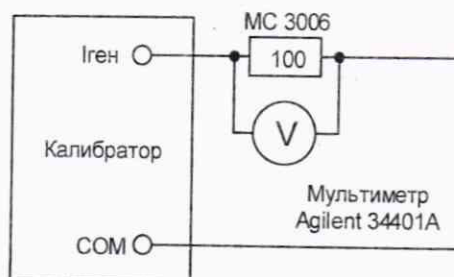 МС 3006
Iген
100
V
Калибратор
Мультиметр
Agilent 34401A
COM